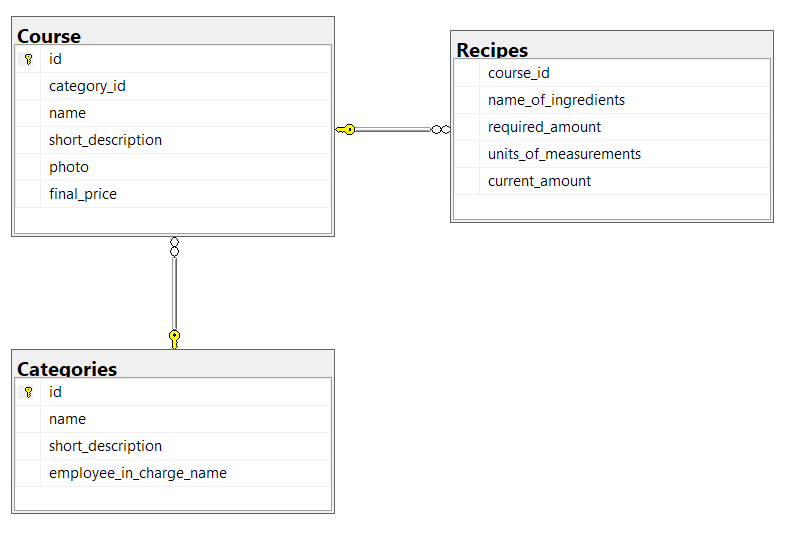 Course
id
category_id
name
short_description
photo
final_price
Recipes
course_id
name_of_ingredients
required_amount
units_of_measurements
current_amount
Categories
id
name
short_description
employee_in_charge_name